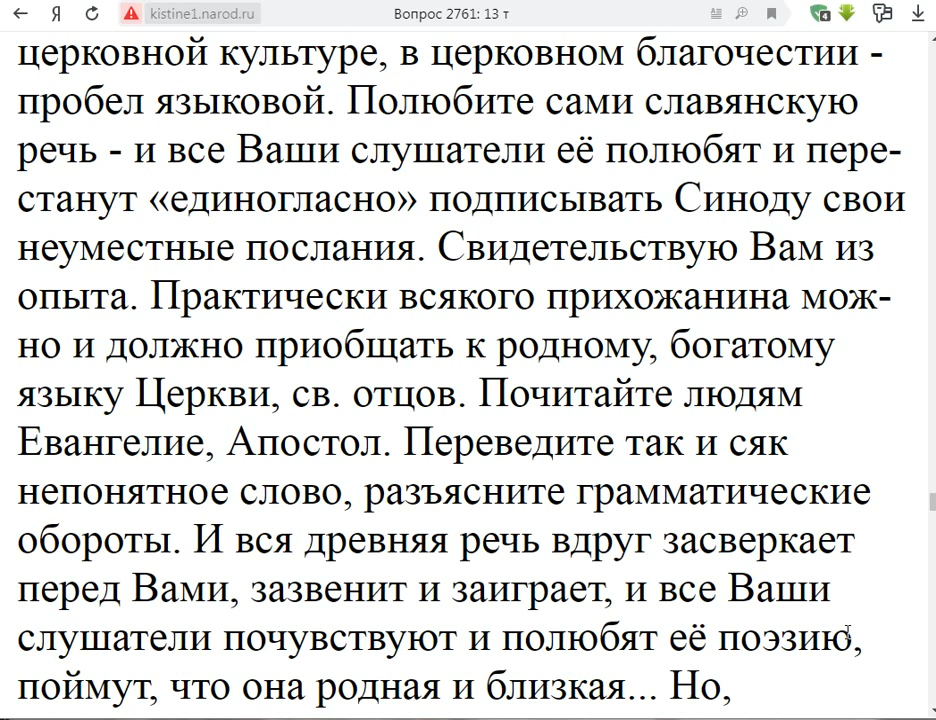 kistine1.narod.ru
Вопрос 2761: 13 т
4
церковной культуре, в церковном благочестии -
пробел языковой. Полюбите сами славянскую
речь - и все Ваши слушатели её полюбят и пере-
станут «единогласно» подписывать Синоду свои
неуместные послания. Свидетельствую Вам из
опыта. Практически всякого прихожанина мож-
но и должно приобщать к родному, богатому
языку Церкви, св. отцов. Почитайте людям
Евангелие, Апостол. Переведите так и сяк
непонятное слово, разъясните грамматические
обороты. И вся древняя речь вдруг засверкает
перед Вами, зазвенит и заиграет, и все Ваши
слушатели почувствуют и полюбят её поэзию,
поймут, что она родная и близкая... Но,